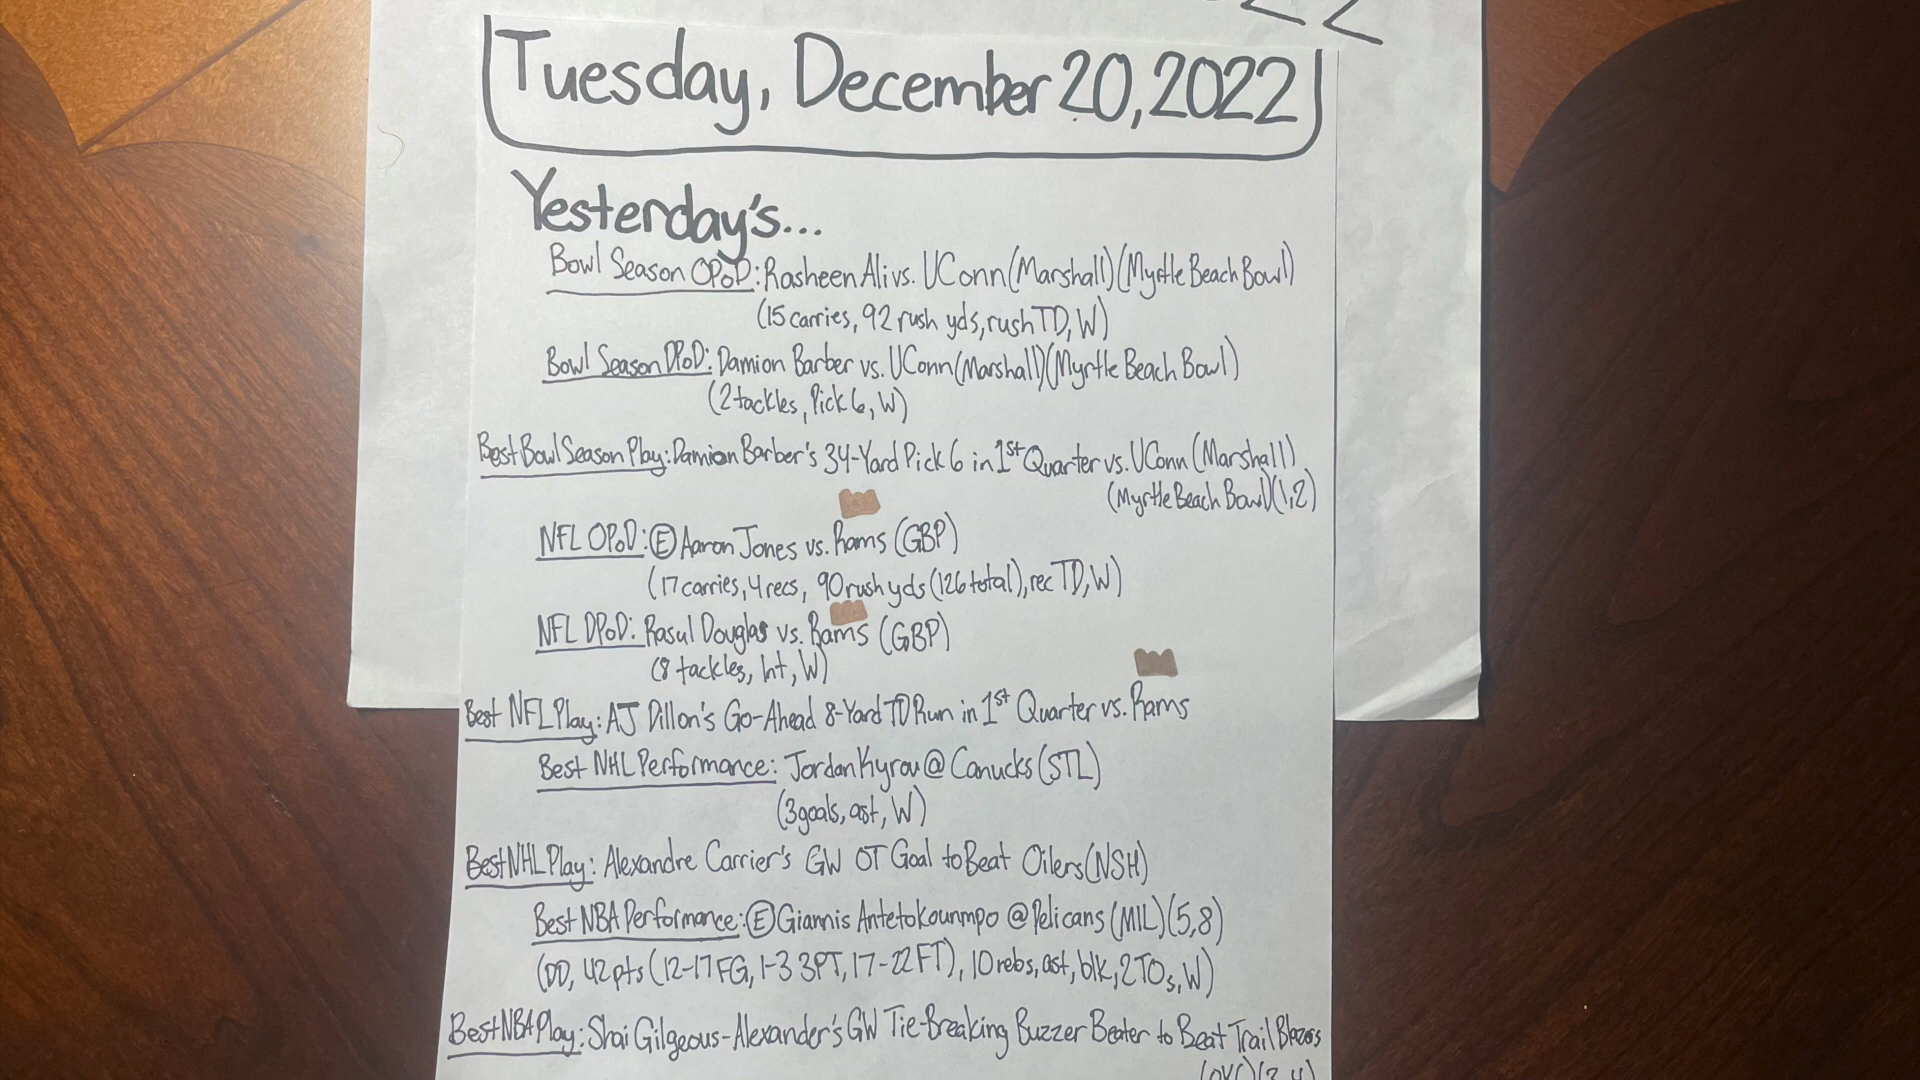 22
Tuesday, December 20, 2022
Yesterday's...
Bowl Season OPoD: Rasheen Ali vs. UConn (Marshall) (Myrtle Beach Bowl)
(15 carries, 92 rush yds, rush TD, W)
Bowl Season DPoD: Damion Barber vs. UConn (Marshall) (Myrtle Beach Bowl)
(2 tackles, Pick 6, W)
Best Bowl Season Play: Damion Barber's 34-Yard Pick 6 in 1st Quarter vs. UConn (Marshall)
(Myrtle Beach Bowl) (1,2)
NFL OPoD: Ⓔ Aaron Jones vs. Rams (GBP)
(17 carries, 4 recs, 90 rush yds (126 total), rec TD, W)
NFL DPoD: Rasul Douglas vs. Rams (GBP)
(8 tackles, Int, W)
Best NFL Play: AJ Dillon's Go-Ahead 8-Yard TD Run in 1st Quarter vs. Rams
Best NHL Performance: Jordan Kyrou @ Canucks (STL)
(3 goals, ast, W)
Best NHL Play: Alexandre Carrier's GW OT Goal to Beat Oilers (NSH)
Best NBA Performance: Ⓔ Giannis Antetokounmpo @ Pelicans (MIL) (5,8)
(DD, 42 pts (12-17 FG, 1-3 3PT, 17-22 FT), 10 rebs, ast, blk, 2 TOs, W)
Best NBA Play: Shai Gilgeous-Alexander's GW Tie-Breaking Buzzer Beater to Beat Trail Blazers